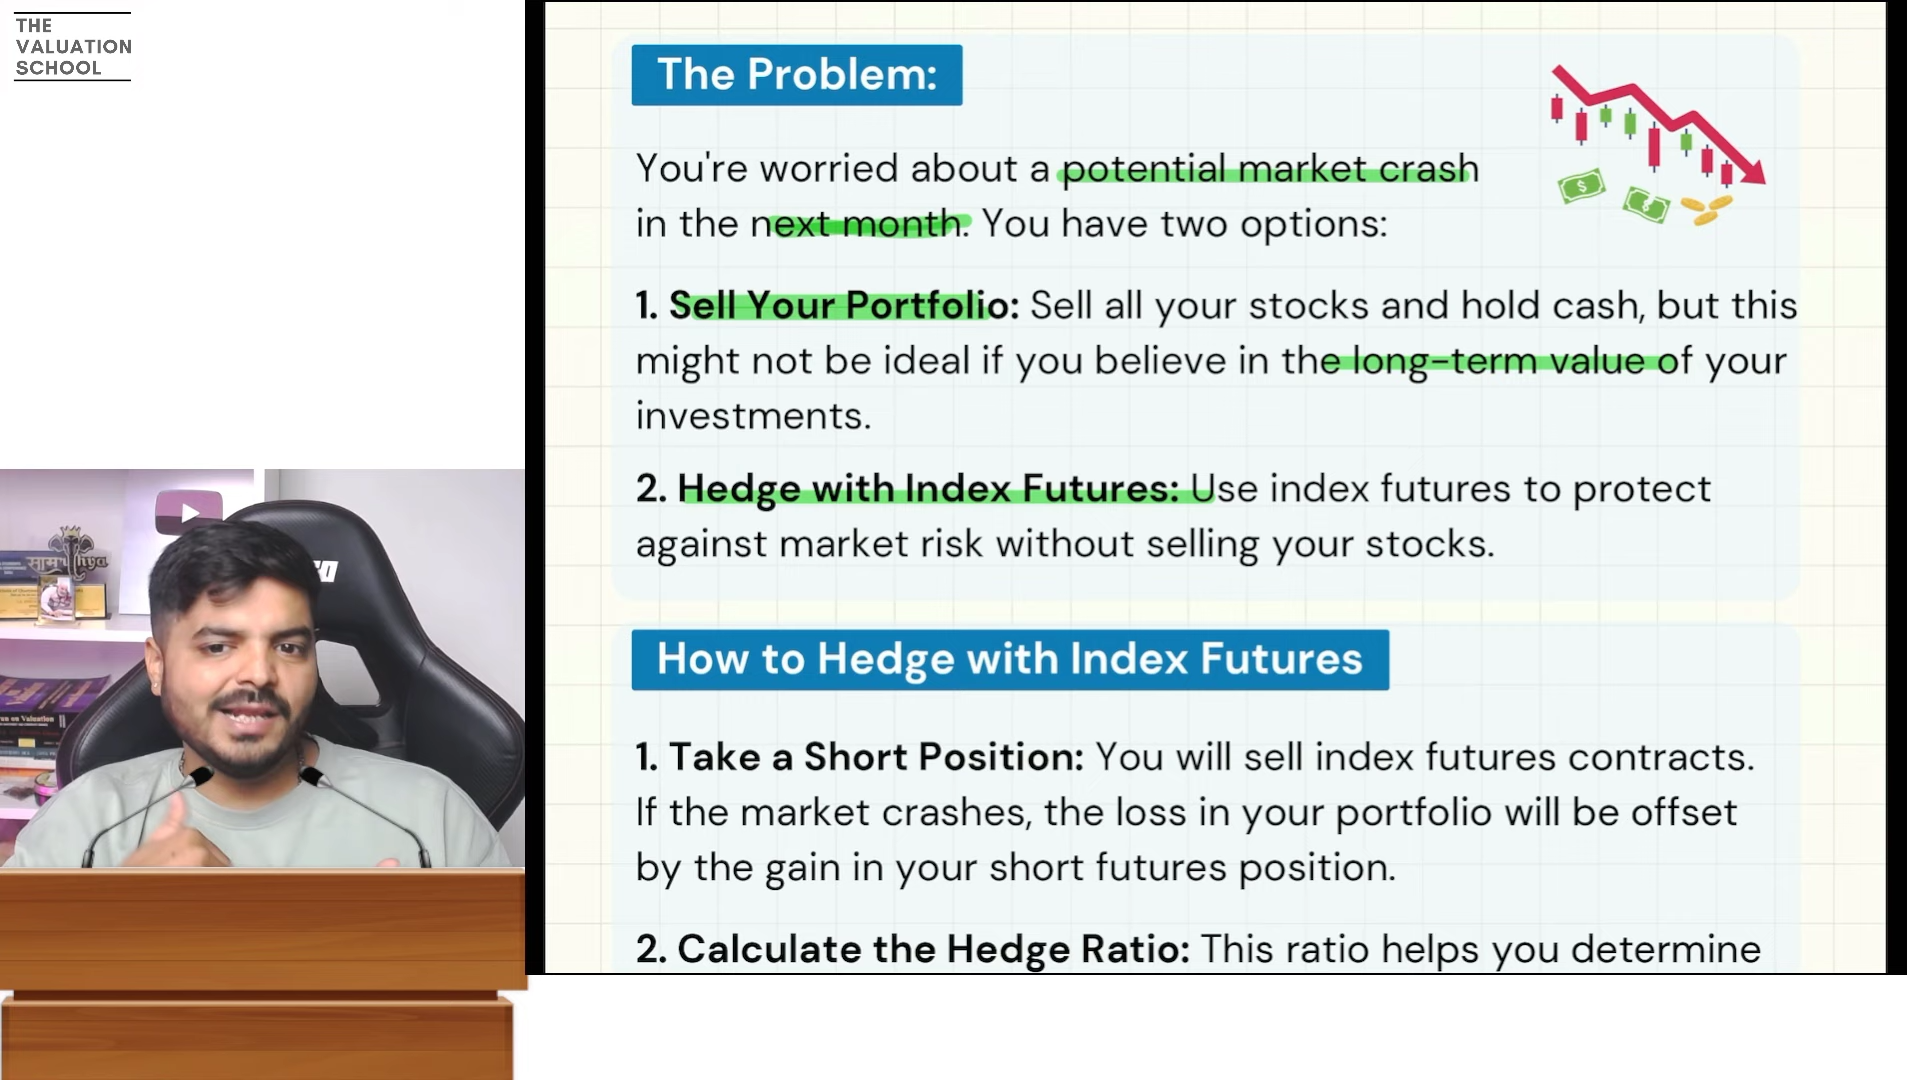 THE
VALUATION
SCHOOL
The Problem:
You're worried about a potential market crash
in the next month. You have two options:
1. Sell Your Portfolio: Sell all your stocks and hold cash, but this
might not be ideal if you believe in the long-term value of your
investments.
2. Hedge with Index Futures: Use index futures to protect
against market risk without selling your stocks.
How to Hedge with Index Futures
1. Take a Short Position: You will sell index futures contracts.
If the market crashes, the loss in your portfolio will be offset
by the gain in your short futures position.
2. Calculate the Hedge Ratio: This ratio helps you determine
on Valuation